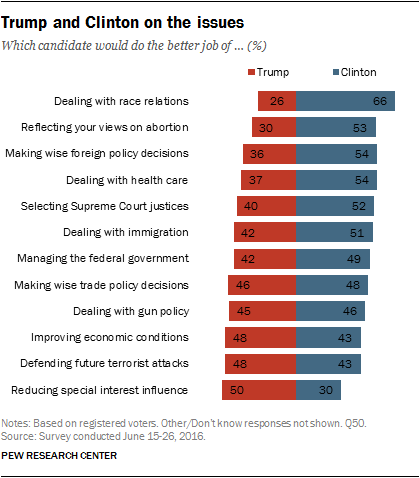 Trump and Clinton on the issues
Which candidate would do the better job of ... (%)
Trump Clinton
Dealing with race relations 26 66
Reflecting your views on abortion 30 53
Making wise foreign policy decisions 36 54
Dealing with health care 37 54
Selecting Supreme Court justices 40 52
Dealing with immigration 42 51
Managing the federal government 42 49
Making wise trade policy decisions 46 48
Dealing with gun policy 45 46
Improving economic conditions 48 43
Defending future terrorist attacks 48 43
Reducing special interest influence 50 30
Notes: Based on registered voters. Other/Don't know responses not shown. Q50.
Source: Survey conducted June 15-26, 2016.
PEW RESEARCH CENTER